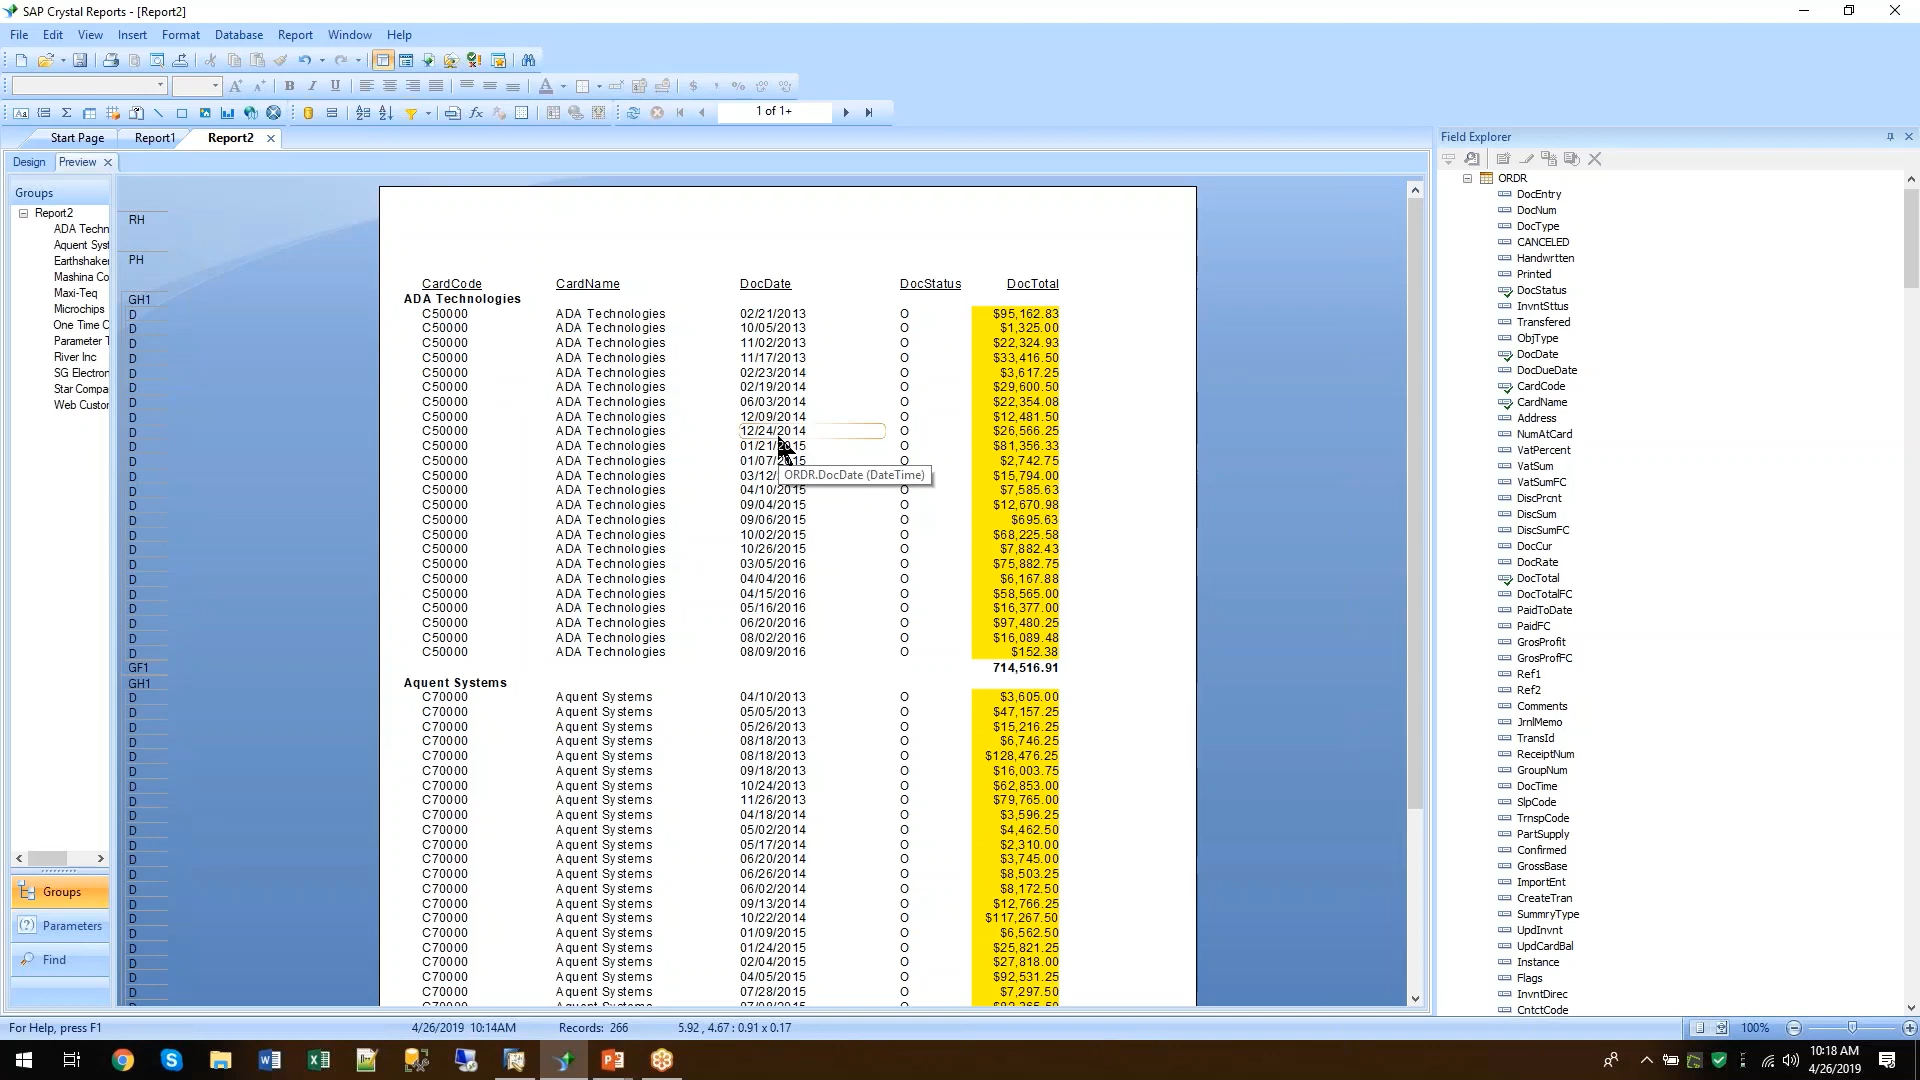 SAP Crystal Reports - [Report2]
File Edit View Insert Format Database Report Window Help
1 of 1+
Start Page Report1 Report2
Design Preview
Groups
Report2
ADA Techn
Aquent Syst
Earthshake
Mashina Co
Maxi-Teq
Microchips
One Time C
Parameter T
River Inc
SG Electron
Star Compa
Web Custor
Groups
Parameters
Find
RH
PH
CardCode CardName DocDate DocStatus DocTotal
GH1 ADA Technologies
D C50000 ADA Technologies 02/21/2013 O $95,162.83
D C50000 ADA Technologies 10/05/2013 O $1,325.00
D C50000 ADA Technologies 11/02/2013 O $22,324.93
D C50000 ADA Technologies 11/17/2013 O $33,416.50
D C50000 ADA Technologies 02/23/2014 O $3,617.25
D C50000 ADA Technologies 02/19/2014 O $29,600.50
D C50000 ADA Technologies 06/03/2014 O $22,354.08
D C50000 ADA Technologies 12/09/2014 O $12,481.50
D C50000 ADA Technologies 12/24/2014 O $26,566.25
D C50000 ADA Technologies 01/21/2015 O $81,356.33
D C50000 ADA Technologies 01/07/2015 O $2,742.75
D C50000 ADA Technologies 03/12/ $15,794.00
ORDR.DocDate (DateTime)
D C50000 ADA Technologies 04/10/2015 O $7,585.63
D C50000 ADA Technologies 09/04/2015 O $12,670.98
D C50000 ADA Technologies 09/06/2015 O $695.63
D C50000 ADA Technologies 10/02/2015 O $68,225.58
D C50000 ADA Technologies 10/26/2015 O $7,882.43
D C50000 ADA Technologies 03/05/2016 O $75,882.75
D C50000 ADA Technologies 04/04/2016 O $6,167.88
D C50000 ADA Technologies 04/15/2016 O $58,565.00
D C50000 ADA Technologies 05/16/2016 O $16,377.00
D C50000 ADA Technologies 06/20/2016 O $97,480.25
D C50000 ADA Technologies 08/02/2016 O $16,089.48
D C50000 ADA Technologies 08/09/2016 O $152.38
GF1 714,516.91
GH1 Aquent Systems
D C70000 Aquent Systems 04/10/2013 O $3,605.00
D C70000 Aquent Systems 05/05/2013 O $47,157.25
D C70000 Aquent Systems 05/26/2013 O $15,216.25
D C70000 Aquent Systems 08/18/2013 O $6,746.25
D C70000 Aquent Systems 08/18/2013 O $128,476.25
D C70000 Aquent Systems 09/18/2013 O $16,003.75
D C70000 Aquent Systems 10/24/2013 O $62,853.00
D C70000 Aquent Systems 11/26/2013 O $79,765.00
D C70000 Aquent Systems 04/18/2014 O $3,596.25
D C70000 Aquent Systems 05/02/2014 O $4,462.50
D C70000 Aquent Systems 05/17/2014 O $2,310.00
D C70000 Aquent Systems 06/20/2014 O $3,745.00
D C70000 Aquent Systems 06/26/2014 O $8,503.25
D C70000 Aquent Systems 06/02/2014 O $8,172.50
D C70000 Aquent Systems 09/13/2014 O $12,766.25
D C70000 Aquent Systems 10/22/2014 O $117,267.50
D C70000 Aquent Systems 01/09/2015 O $6,562.50
D C70000 Aquent Systems 01/24/2015 O $25,821.25
D C70000 Aquent Systems 02/04/2015 O $27,818.00
D C70000 Aquent Systems 04/05/2015 O $92,531.25
D C70000 Aquent Systems 07/28/2015 O $7,297.50
Field Explorer
ORDR
DocEntry
DocNum
DocType
CANCELED
Handwrtten
Printed
DocStatus
InvntSttus
Transfered
ObjType
DocDate
DocDueDate
CardCode
CardName
Address
NumAtCard
VatPercent
VatSum
VatSumFC
DiscPrcnt
DiscSum
DiscSumFC
DocCur
DocRate
DocTotal
DocTotalFC
PaidToDate
PaidFC
GrosProfit
GrosProfFC
Ref1
Ref2
Comments
JrnlMemo
TransId
ReceiptNum
GroupNum
DocTime
SlpCode
TrnspCode
PartSupply
Confirmed
GrossBase
ImportEnt
CreateTran
SummryType
UpdInvnt
UpdCardBal
Instance
Flags
InvntDirec
CntctCode
For Help, press F1 4/26/2019 10:14AM Records: 266 5.92 , 4.67 : 0.91 x 0.17 100%
10:18 AM
4/26/2019